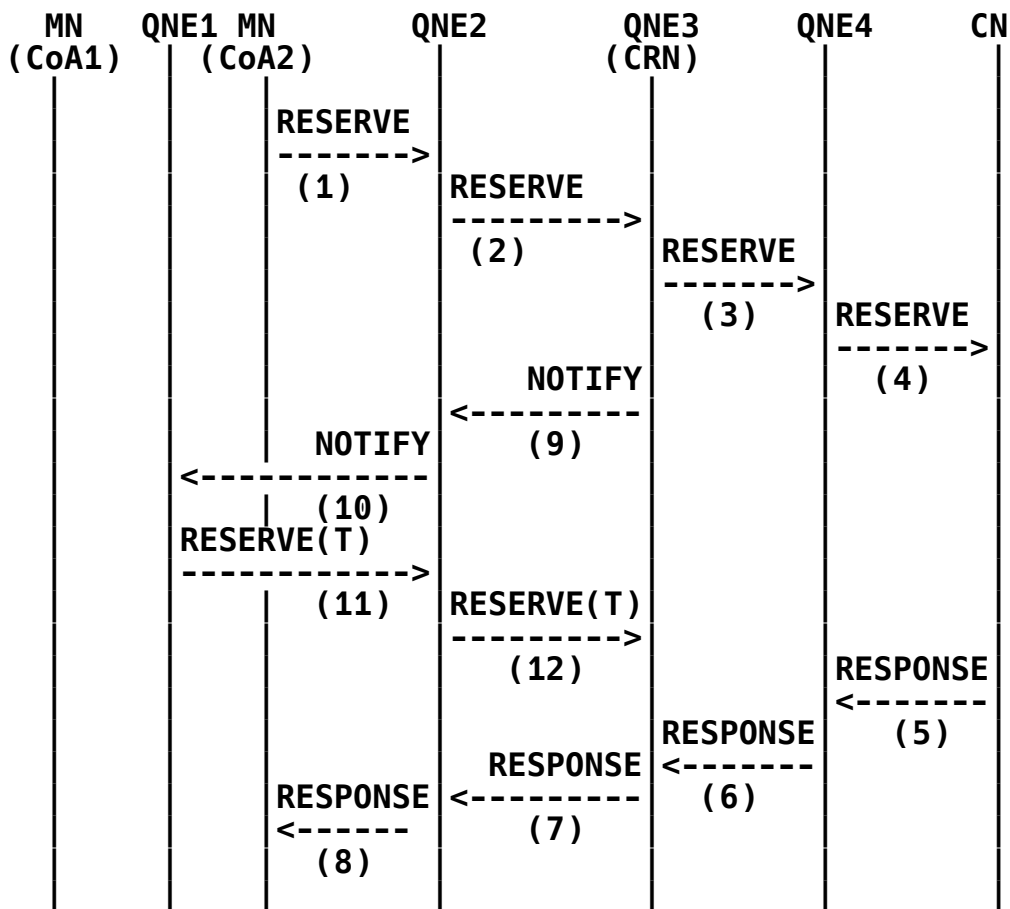 MN QNE1 MN QNE2 QNE3 QNE4 CN
(CoA1) (CoA2) (CRN)
RESERVE
------->
(1) RESERVE
--------->
(2) RESERVE
------->
(3) RESERVE
------->
NOTIFY (4)
<---------
NOTIFY (9)
<------------
(10)
RESERVE(T)
------------>
(11) RESERVE(T)
--------->
(12) RESPONSE
<-------
RESPONSE (5)
RESPONSE <-------
RESPONSE <--------- (6)
<------ (7)
(8)